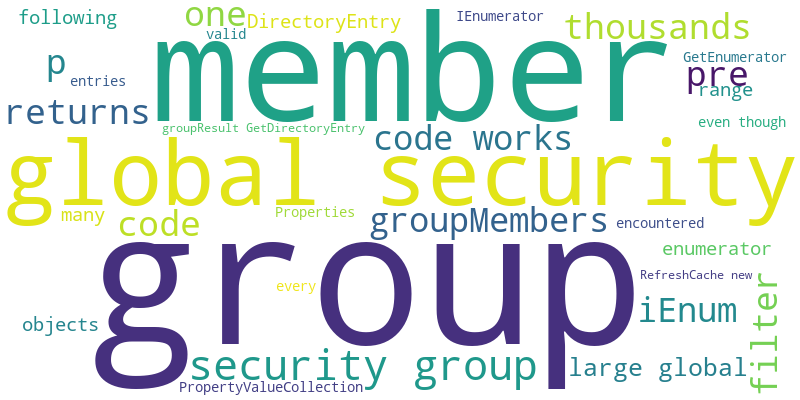 following
one
DirectoryEntry
IEnumerator
thousands
valid
member
p
entries
GetEnumerator
pre
range
returns
groupResult GetDirectoryEntry
code works
even though
global security
many
code
Properties
groupMembers
encountered
group
enumerator
RefreshCache new
every
iEnum
filter
objects
security group
large global
PropertyValueCollection